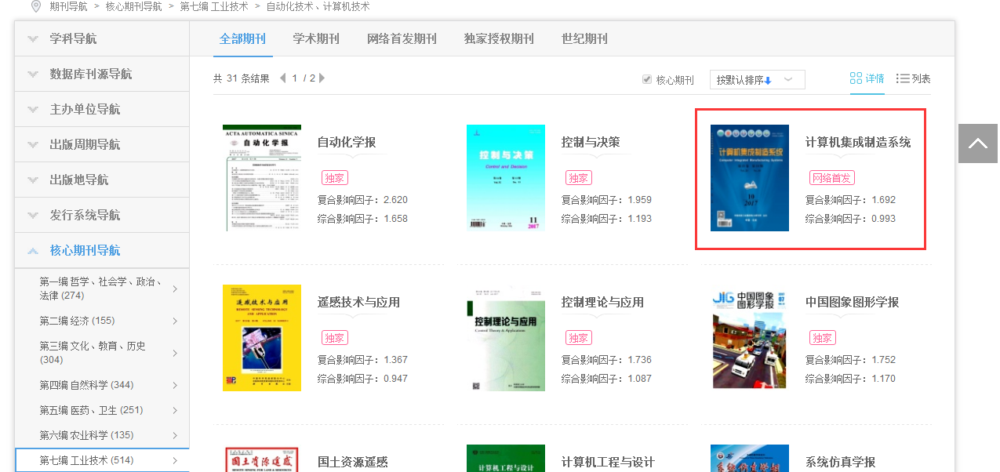 期刊导航 > 核心期刊导航 > 第七编 工业技术 > 自动化技术、计算机技术
学科导航
数据库刊源导航
主办单位导航
出版周期导航
出版地导航
发行系统导航
核心期刊导航
第一编 哲学、社会学、政治、
法律 (274)
第二编 经济 (155)
第三编 文化、教育、历史
(304)
第四编 自然科学 (344)
第五编 医药、卫生 (251)
第六编 农业科学 (135)
第七编 工业技术 (514)
全部期刊 学术期刊 网络首发期刊 独家授权期刊 世纪期刊
共 31 条结果 1 / 2
核心期刊 按默认排序 详情 列表
ACTA AUTOMATICA SINICA
自动化学报
自动化学报
独家
复合影响因子：2.620
综合影响因子：1.658
控制与决策
Control and Decision
11
2017
控制与决策
独家
复合影响因子：1.959
综合影响因子：1.193
计算机集成制造系统
Computer Integrated Manufacturing Systems
10
2017
计算机集成制造系统
网络首发
复合影响因子：1.692
综合影响因子：0.993
遥感技术与应用
REMOTE SENSING TECHNOLOGY
AND APPLICATION
遥感技术与应用
独家
复合影响因子：1.367
综合影响因子：0.947
控制理论与应用
Control Theory & Applications
控制理论与应用
独家
复合影响因子：1.736
综合影响因子：1.087
JIG 中国图象
图形学报
07
中国图象图形学报
独家
复合影响因子：1.752
综合影响因子：1.170
国土资源遥感
REMOTE SENSING FOR LAND & RESOURCES
国土资源遥感
计算机工程与设计
计算机工程与设计
系统仿真学报
系统仿真学报